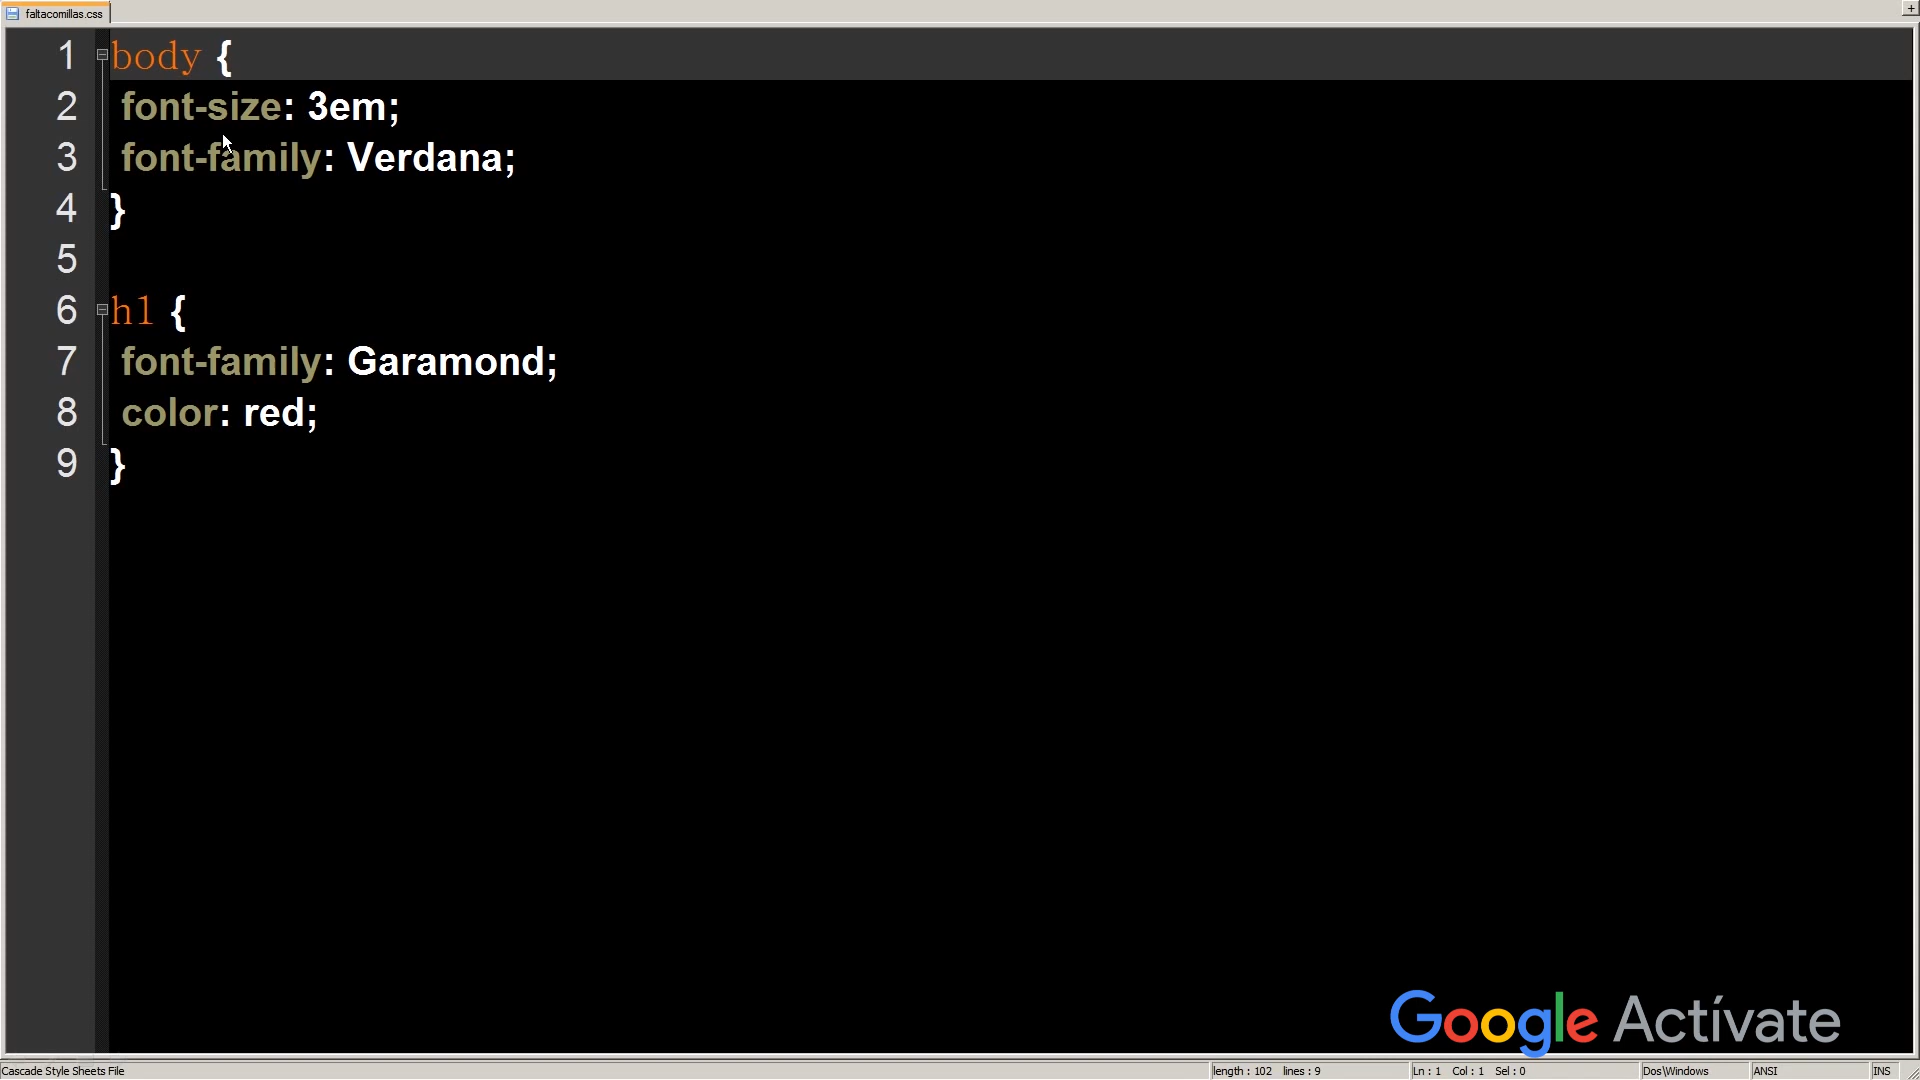 faltacomillas.css
1 body {
2 font-size: 3em;
3 font-family: Verdana;
4 }
5
6 h1 {
7 font-family: Garamond;
8 color: red;
9 }
Google Actívate
Cascade Style Sheets File length : 102 lines : 9 Ln : 1 Col : 1 Sel : 0 Dos\Windows ANSI INS